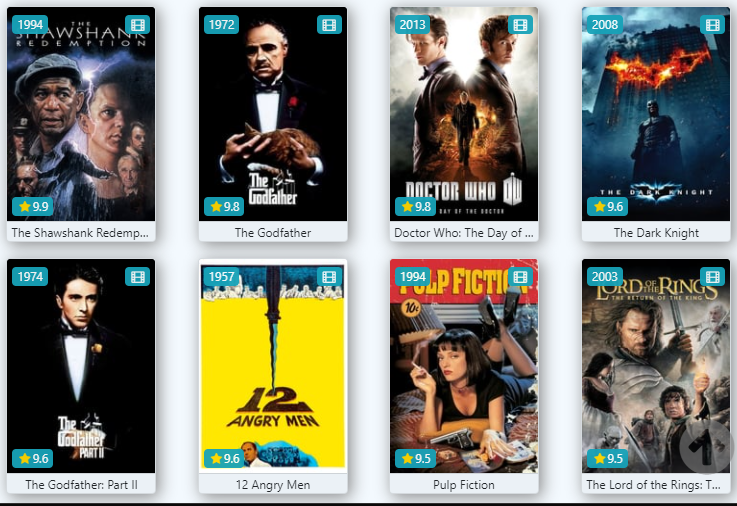 1994
THE
SHAWSHANK
REDEMPTION
9.9
The Shawshank Redemp...
1972
The
Godfather
9.8
The Godfather
2013
DOCTOR WHO
DAY OF THE DOCTOR
9.8
Doctor Who: The Day of ...
2008
THE DARK KNIGHT
9.6
The Dark Knight
1974
The
Godfather
PART II
9.6
The Godfather: Part II
1957
12
ANGRY MEN
9.6
12 Angry Men
1994
PULP FICTION
10¢
9.5
Pulp Fiction
2003
LORD OF
THE RINGS
THE RETURN OF THE KING
9.5
The Lord of the Rings: T...